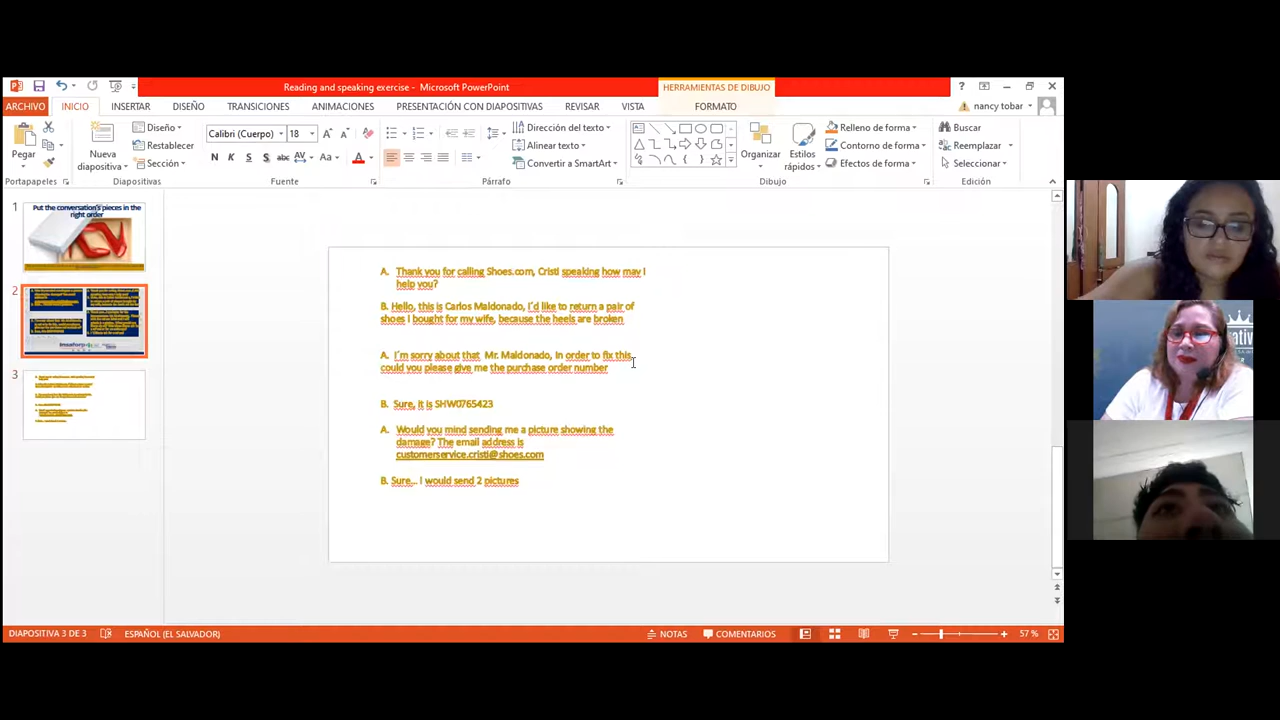 Reading and speaking exercise - Microsoft PowerPoint
HERRAMIENTAS DE DIBUJO
ARCHIVO INICIO INSERTAR DISEÑO TRANSICIONES ANIMACIONES PRESENTACIÓN CON DIAPOSITIVAS REVISAR VISTA FORMATO
nancy tobar
Pegar
Nueva diapositiva
Diseño
Restablecer
Sección
Calibri (Cuerpo) 18
N K S S abc AV Aa A
Dirección del texto
Alinear texto
Convertir a SmartArt
Organizar
Estilos rápidos
Relleno de forma
Contorno de forma
Efectos de forma
Buscar
Reemplazar
Seleccionar
Portapapeles Diapositivas Fuente Párrafo Dibujo Edición
1
Put the conversation's pieces in the
right order
2
3
A. Thank you for calling Shoes.com, Cristi speaking how may I
help you?
B. Hello, this is Carlos Maldonado, I´d like to return a pair of
shoes I bought for my wife, because the heels are broken
A. I´m sorry about that Mr. Maldonado, in order to fix this,
could you please give me the purchase order number
B. Sure, it is SHW0765423
A. Would you mind sending me a picture showing the
damage? The email address is
customerservice.cristi@shoes.com
B. Sure... I would send 2 pictures
DIAPOSITIVA 3 DE 3 ESPAÑOL (EL SALVADOR) NOTAS COMENTARIOS 57 %